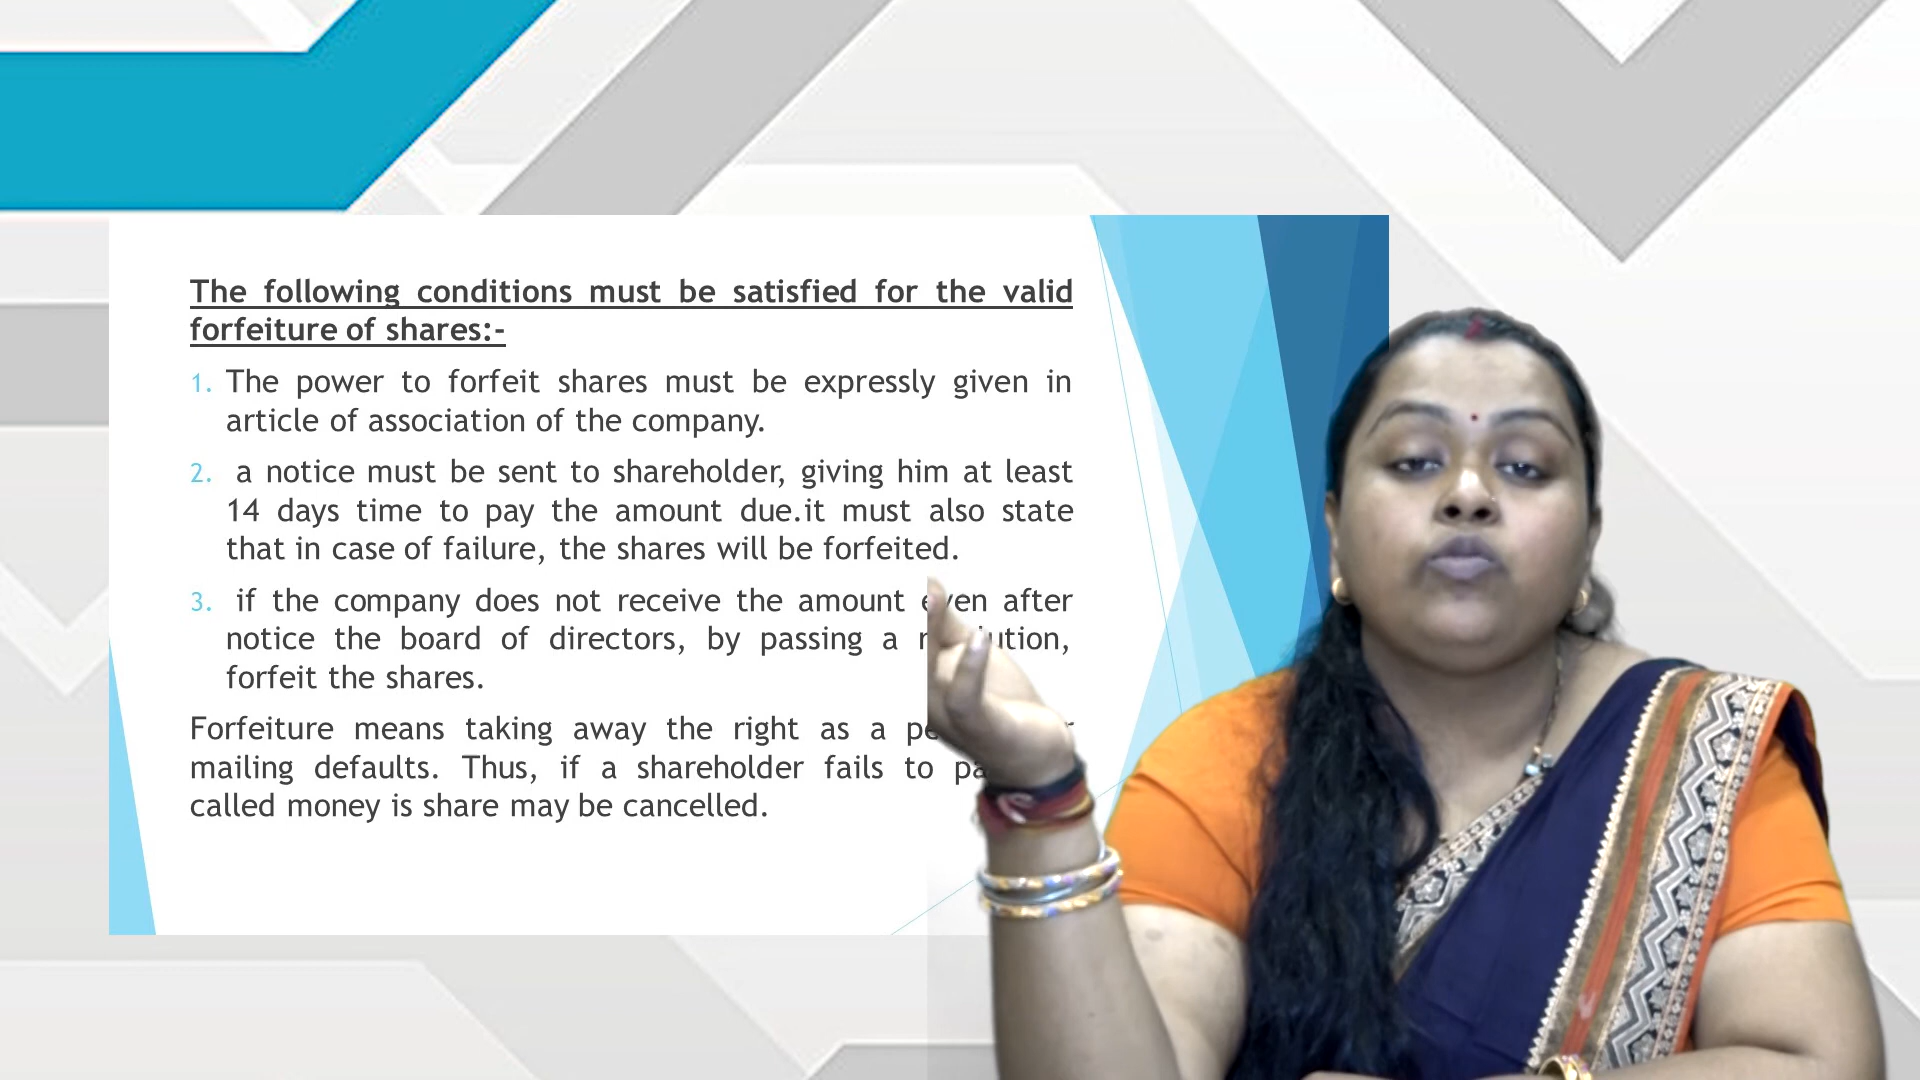 The following conditions must be satisfied for the valid
forfeiture of shares:-
1. The power to forfeit shares must be expressly given in
article of association of the company.
2. a notice must be sent to shareholder, giving him at least
14 days time to pay the amount due.it must also state
that in case of failure, the shares will be forfeited.
3. if the company does not receive the amount even after
notice the board of directors, by passing a resolution,
forfeit the shares.
Forfeiture means taking away the right as a
mailing defaults. Thus, if a shareholder fails to
called money is share may be cancelled.